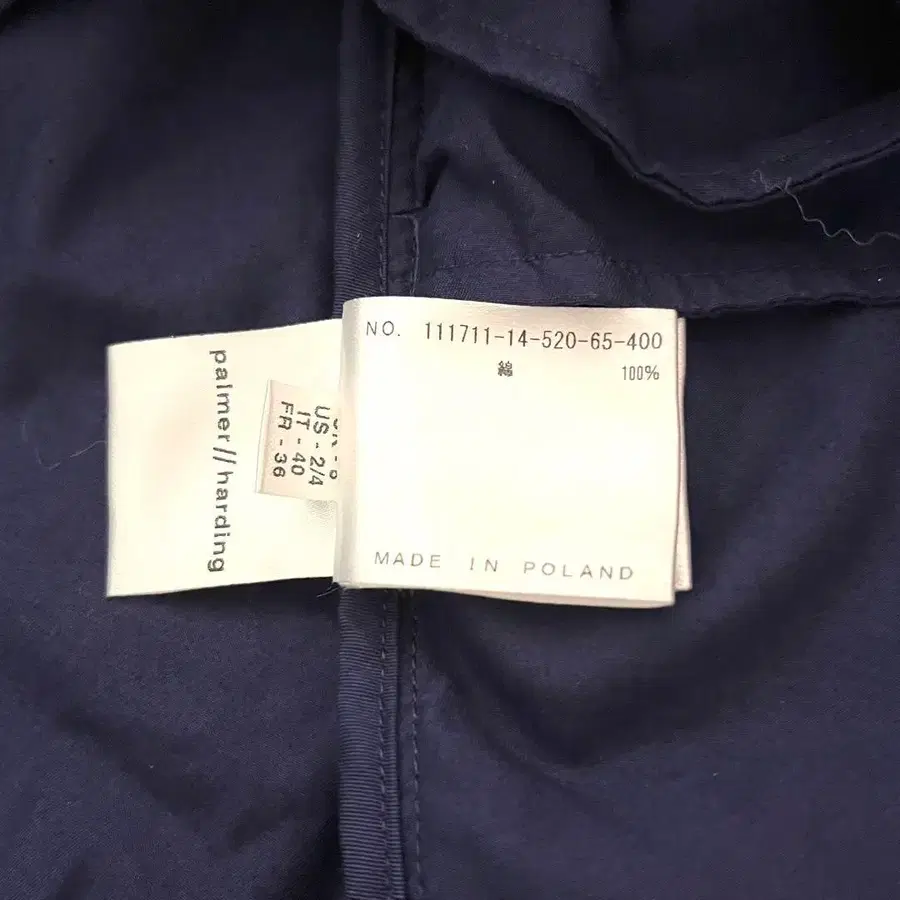 palmer//harding
US - 2/4
IT - 40
FR - 36
NO. 111711-14-520-65-400
綿 100%
MADE IN POLAND